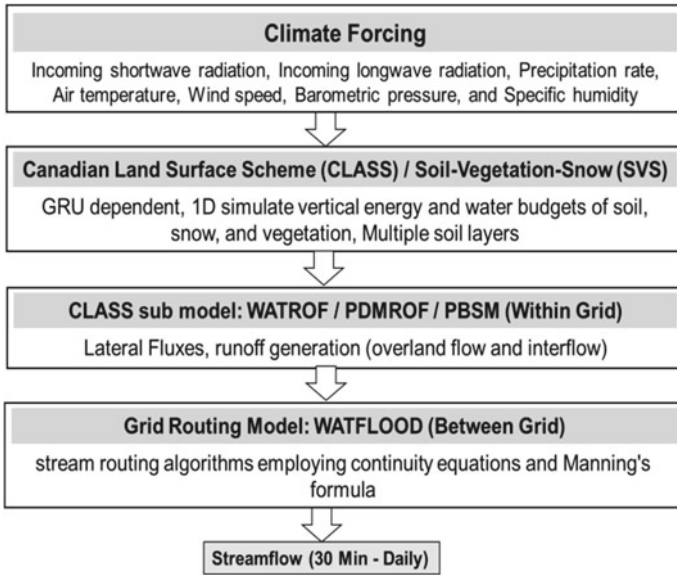 Climate Forcing
Incoming shortwave radiation, Incoming longwave radiation, Precipitation rate,
Air temperature, Wind speed, Barometric pressure, and Specific humidity
Canadian Land Surface Scheme (CLASS) / Soil-Vegetation-Snow (SVS)
GRU dependent, 1D simulate vertical energy and water budgets of soil,
snow, and vegetation, Multiple soil layers
CLASS sub model: WATROF / PDMROF / PBSM (Within Grid)
Lateral Fluxes, runoff generation (overland flow and interflow)
Grid Routing Model: WATFLOOD (Between Grid)
stream routing algorithms employing continuity equations and Manning's
formula
Streamflow (30 Min - Daily)